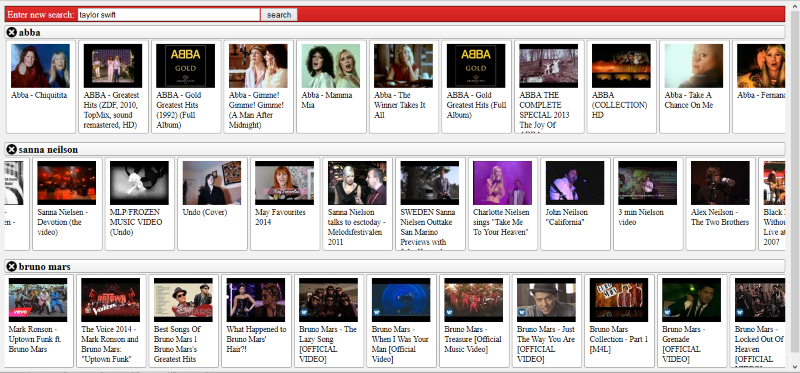 Enter new search: taylor swift search
abba
Abba - Chiquitita
ABBA - Greatest
Hits (ZDF, 2010,
TopMix, sound
remastered, HD)
ABBA - Gold
Greatest Hits
(1992) (Full
Album)
Abba - Gimme!
Gimme! Gimme!
(A Man After
Midnight)
Abba - Mamma
Mia
Abba - The
Winner Takes It
All
ABBA - Gold
Greatest Hits (Full
Album)
ABBA THE
COMPLETE
SPECIAL 2013
The Joy Of
ABBA
(COLLECTION)
HD
Abba - Take A
Chance On Me
Abba - Fernand
ABBA
GOLD
ABBA
GOLD
sanna neilson
Sanna Nielsen -
Devotion (the
video)
MLP/FROZEN
MUSIC VIDEO
(Undo)
Undo (Cover)
May Favourites
2014
Sanna Nielsen
talks to esctoday -
Melodifestivalen
2011
SWEDEN Sanna
Nielsen Outtake
San Marino
Previews with
Charlotte Nielsen
sings "Take Me
To Your Heaven"
John Neilson
"California"
3 min Nielson
video
Alex Neilson -
The Two Brothers
Black
Withou
Live at
2007
May Favourites
bruno mars
Mark Ronson -
Uptown Funk ft.
Bruno Mars
The Voice 2014 -
Mark Ronson and
Bruno Mars:
"Uptown Funk"
Best Songs Of
Bruno Mars l
Bruno Mars's
Greatest Hits
What Happened to
Bruno Mars'
Hair?!
Bruno Mars - The
Lazy Song
[OFFICIAL
VIDEO]
Bruno Mars -
When I Was Your
Man [Official
Video]
Bruno Mars -
Treasure [Official
Music Video]
Bruno Mars - Just
The Way You Are
[OFFICIAL
VIDEO]
Bruno Mars
Collection - Part 1
[M4L]
Bruno Mars -
Grenade
[OFFICIAL
VIDEO]
Bruno Mars -
Locked Out Of
Heaven
[OFFICIAL
vevo